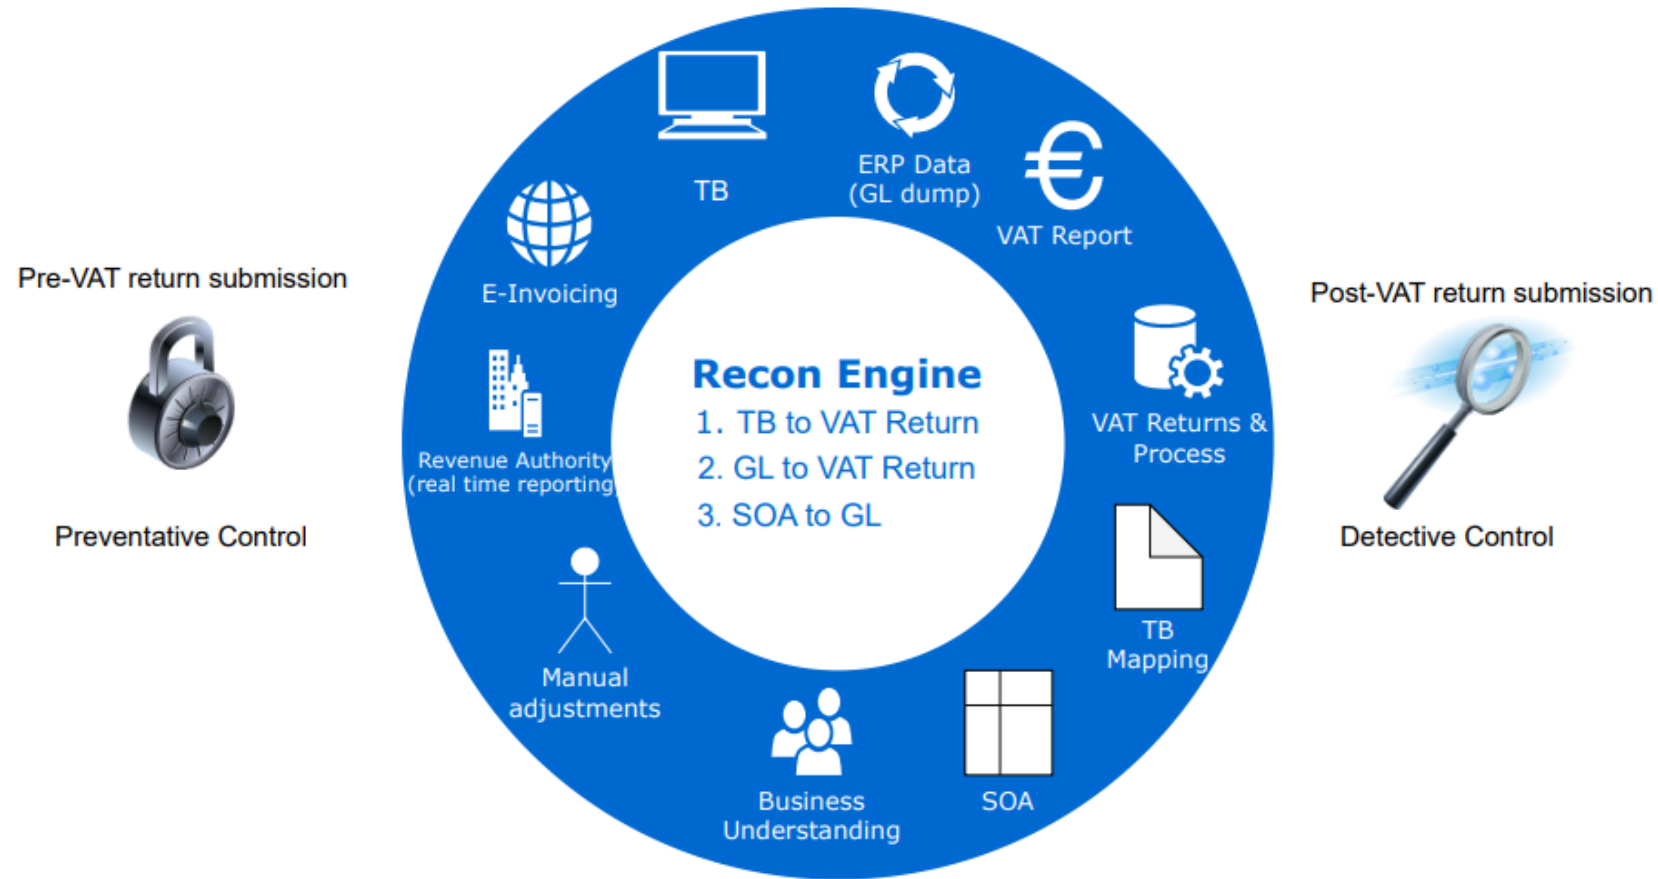 TB
ERP Data
(GL dump)
VAT Report
E-Invoicing
Pre-VAT return submission
Post-VAT return submission
Recon Engine
1. TB to VAT Return
2. GL to VAT Return
3. SOA to GL
VAT Returns &
Process
Revenue Authority
(real time reporting)
Preventative Control
Detective Control
TB
Mapping
Manual
adjustments
SOA
Business
Understanding